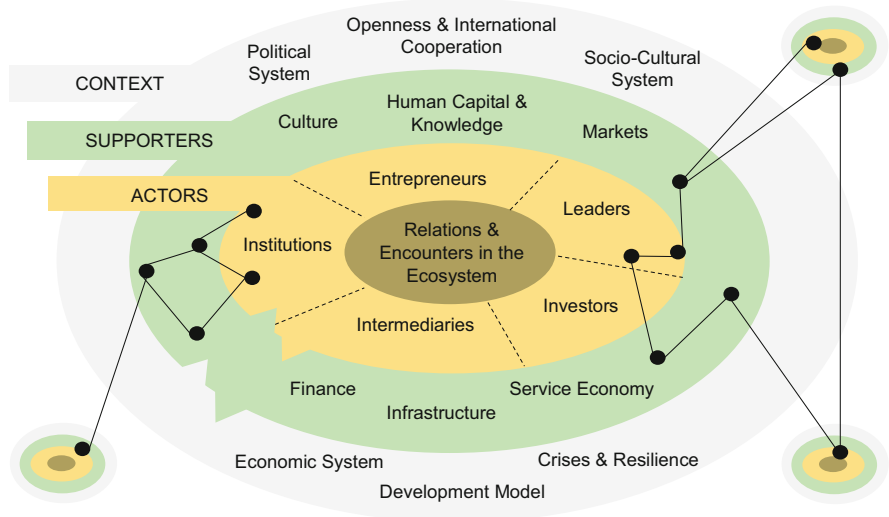 Openness & International
Cooperation
Political
System
Socio-Cultural
System
CONTEXT
Human Capital &
Knowledge
Culture
Markets
SUPPORTERS
Entrepreneurs
ACTORS
Leaders
Relations &
Encounters in the
Ecosystem
Institutions
Investors
Intermediaries
Finance
Service Economy
Infrastructure
Economic System
Crises & Resilience
Development Model